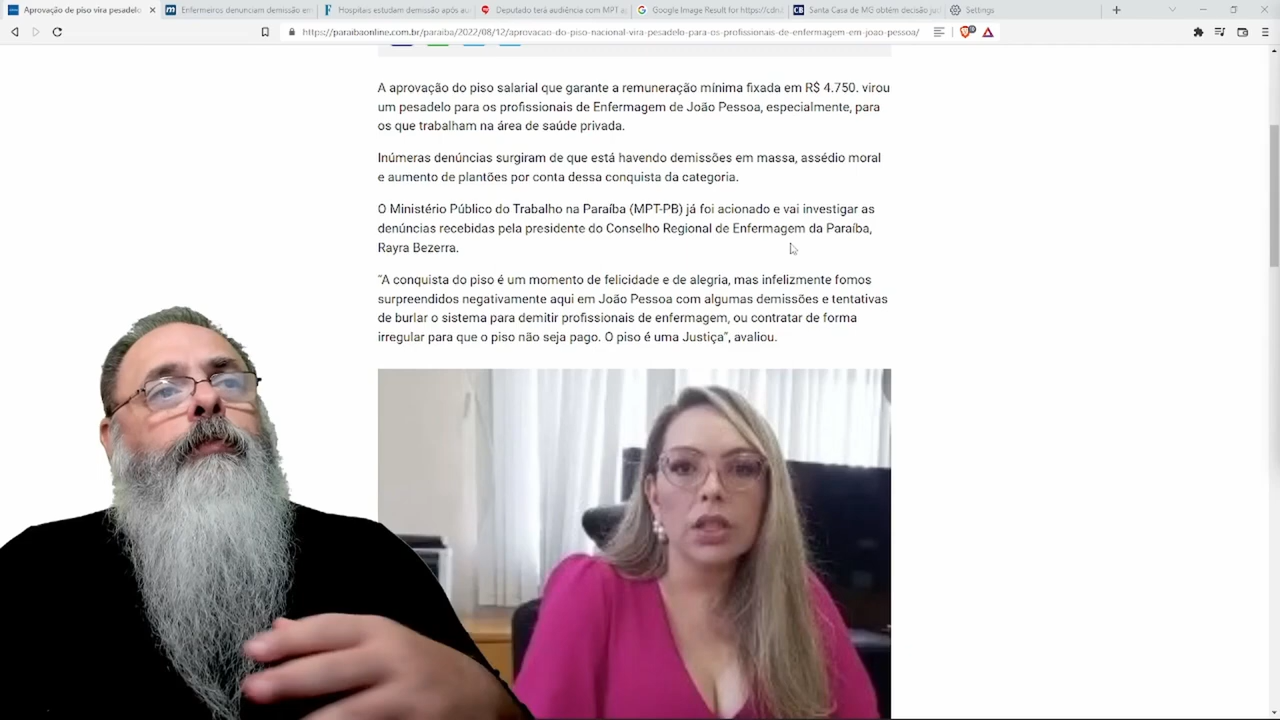 Aprovação do piso vira pesadelo
Enfermeiros denunciam demissão em
Hospitais estudam demissão após au
Deputado terá audiência com MPT a
Google Image Result for https://cdn.i
Santa Casa de MG obtém decisão jud
Settings
https://paraibaonline.com.br/paraiba/2022/08/12/aprovacao-do-piso-nacional-vira-pesadelo-para-os-profissionais-de-enfermagem-em-joao-pessoa/
A aprovação do piso salarial que garante a remuneração mínima fixada em R$ 4.750. virou
um pesadelo para os profissionais de Enfermagem de João Pessoa, especialmente, para
os que trabalham na área de saúde privada.
Inúmeras denúncias surgiram de que está havendo demissões em massa, assédio moral
e aumento de plantões por conta dessa conquista da categoria.
O Ministério Público do Trabalho na Paraíba (MPT-PB) já foi acionado e vai investigar as
denúncias recebidas pela presidente do Conselho Regional de Enfermagem da Paraíba,
Rayra Bezerra.
“A conquista do piso é um momento de felicidade e de alegria, mas infelizmente fomos
surpreendidos negativamente aqui em João Pessoa com algumas demissões e tentativas
de burlar o sistema para demitir profissionais de enfermagem, ou contratar de forma
irregular para que o piso não seja pago. O piso é uma Justiça”, avaliou.